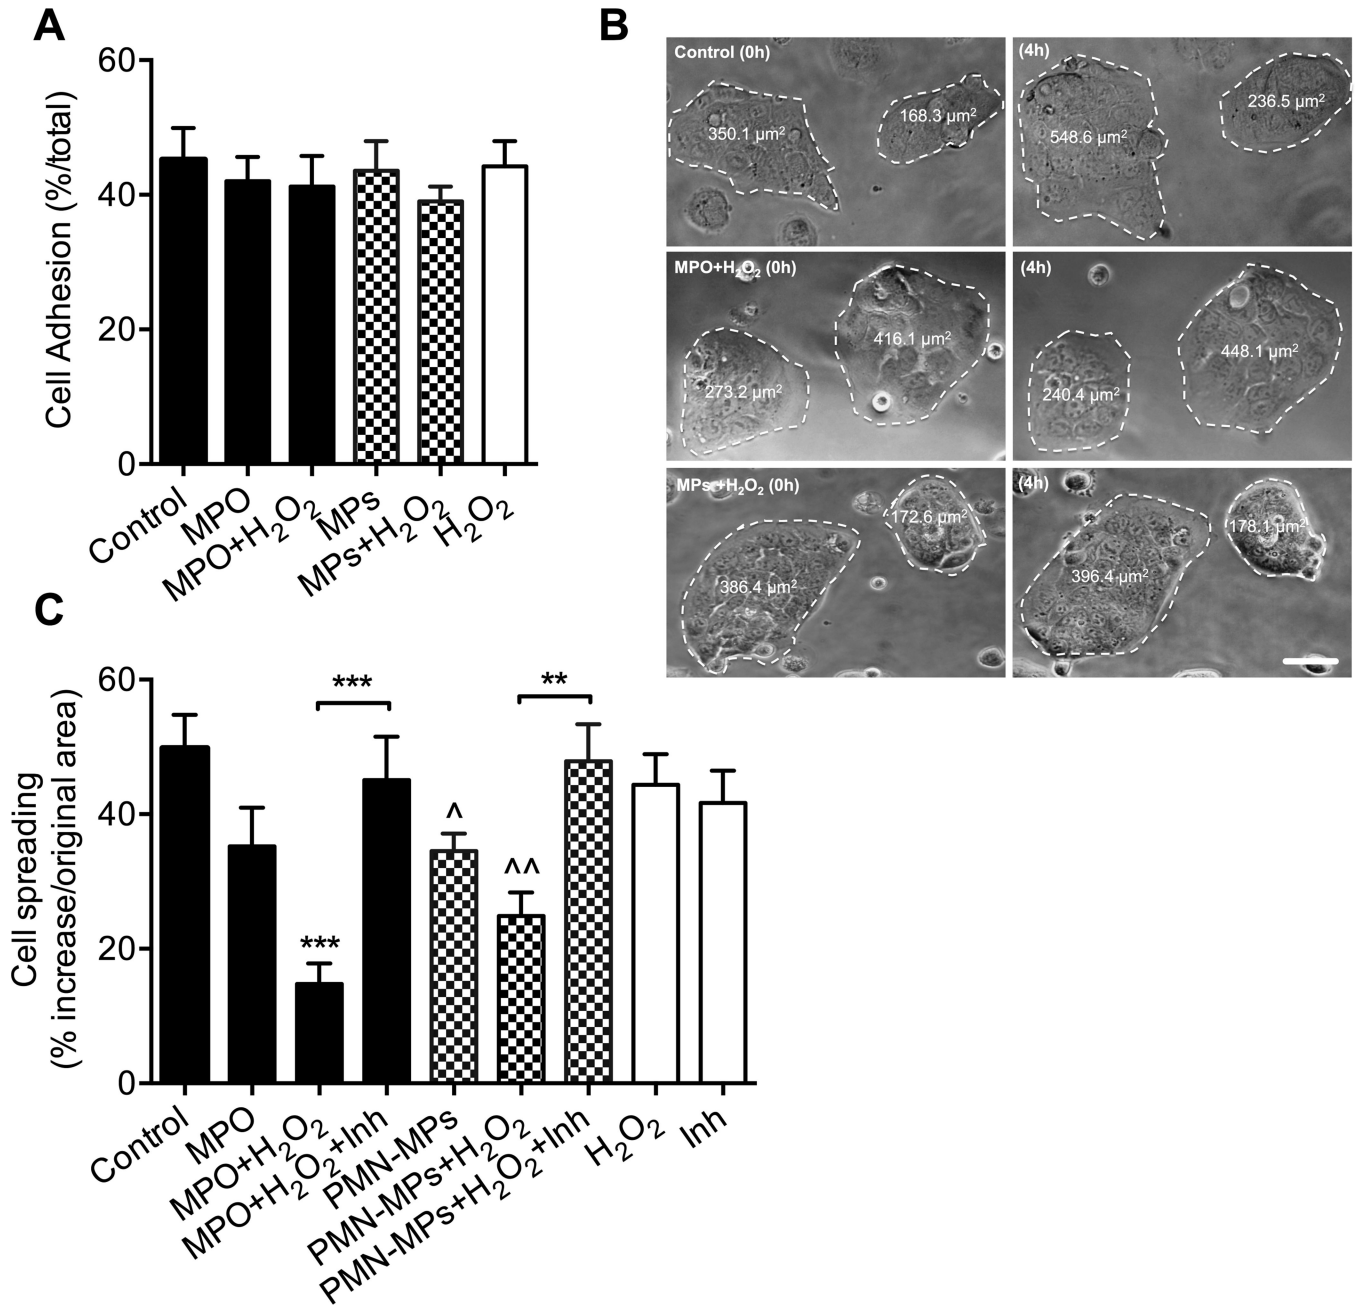 A
60
40
20
0
Cell Adhesion (%/total)
Control
MPO
MPO+H₂O₂
MPs
MPs+H₂O₂
H₂O₂
B
Control (0h)
350.1 µm²
168.3 µm²
(4h)
548.6 µm²
236.5 µm²
MPO+H₂O₂ (0h)
273.2 µm²
416.1 µm²
(4h)
240.4 µm²
448.1 µm²
MPs +H₂O₂ (0h)
386.4 µm²
172.6 µm²
(4h)
396.4 µm²
178.1 µm²
C
60
40
20
0
Cell spreading
(% increase/original area)
***
***
^
^^
**
Control
MPO
MPO+H₂O₂
MPO+H₂O₂+Inh
PMN-MPs
PMN-MPs+H₂O₂
PMN-MPs+H₂O₂+Inh
H₂O₂
Inh